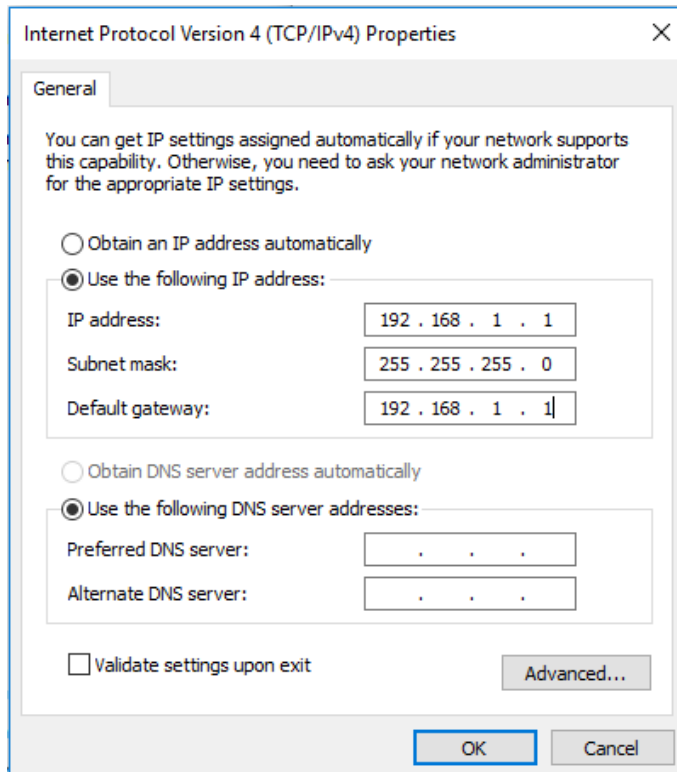 Internet Protocol Version 4 (TCP/IPv4) Properties
General
You can get IP settings assigned automatically if your network supports
this capability. Otherwise, you need to ask your network administrator
for the appropriate IP settings.
Obtain an IP address automatically
Use the following IP address:
IP address: 192 . 168 . 1 . 1
Subnet mask: 255 . 255 . 255 . 0
Default gateway: 192 . 168 . 1 . 1
Obtain DNS server address automatically
Use the following DNS server addresses:
Preferred DNS server: . . .
Alternate DNS server: . . .
Validate settings upon exit
Advanced...
OK Cancel